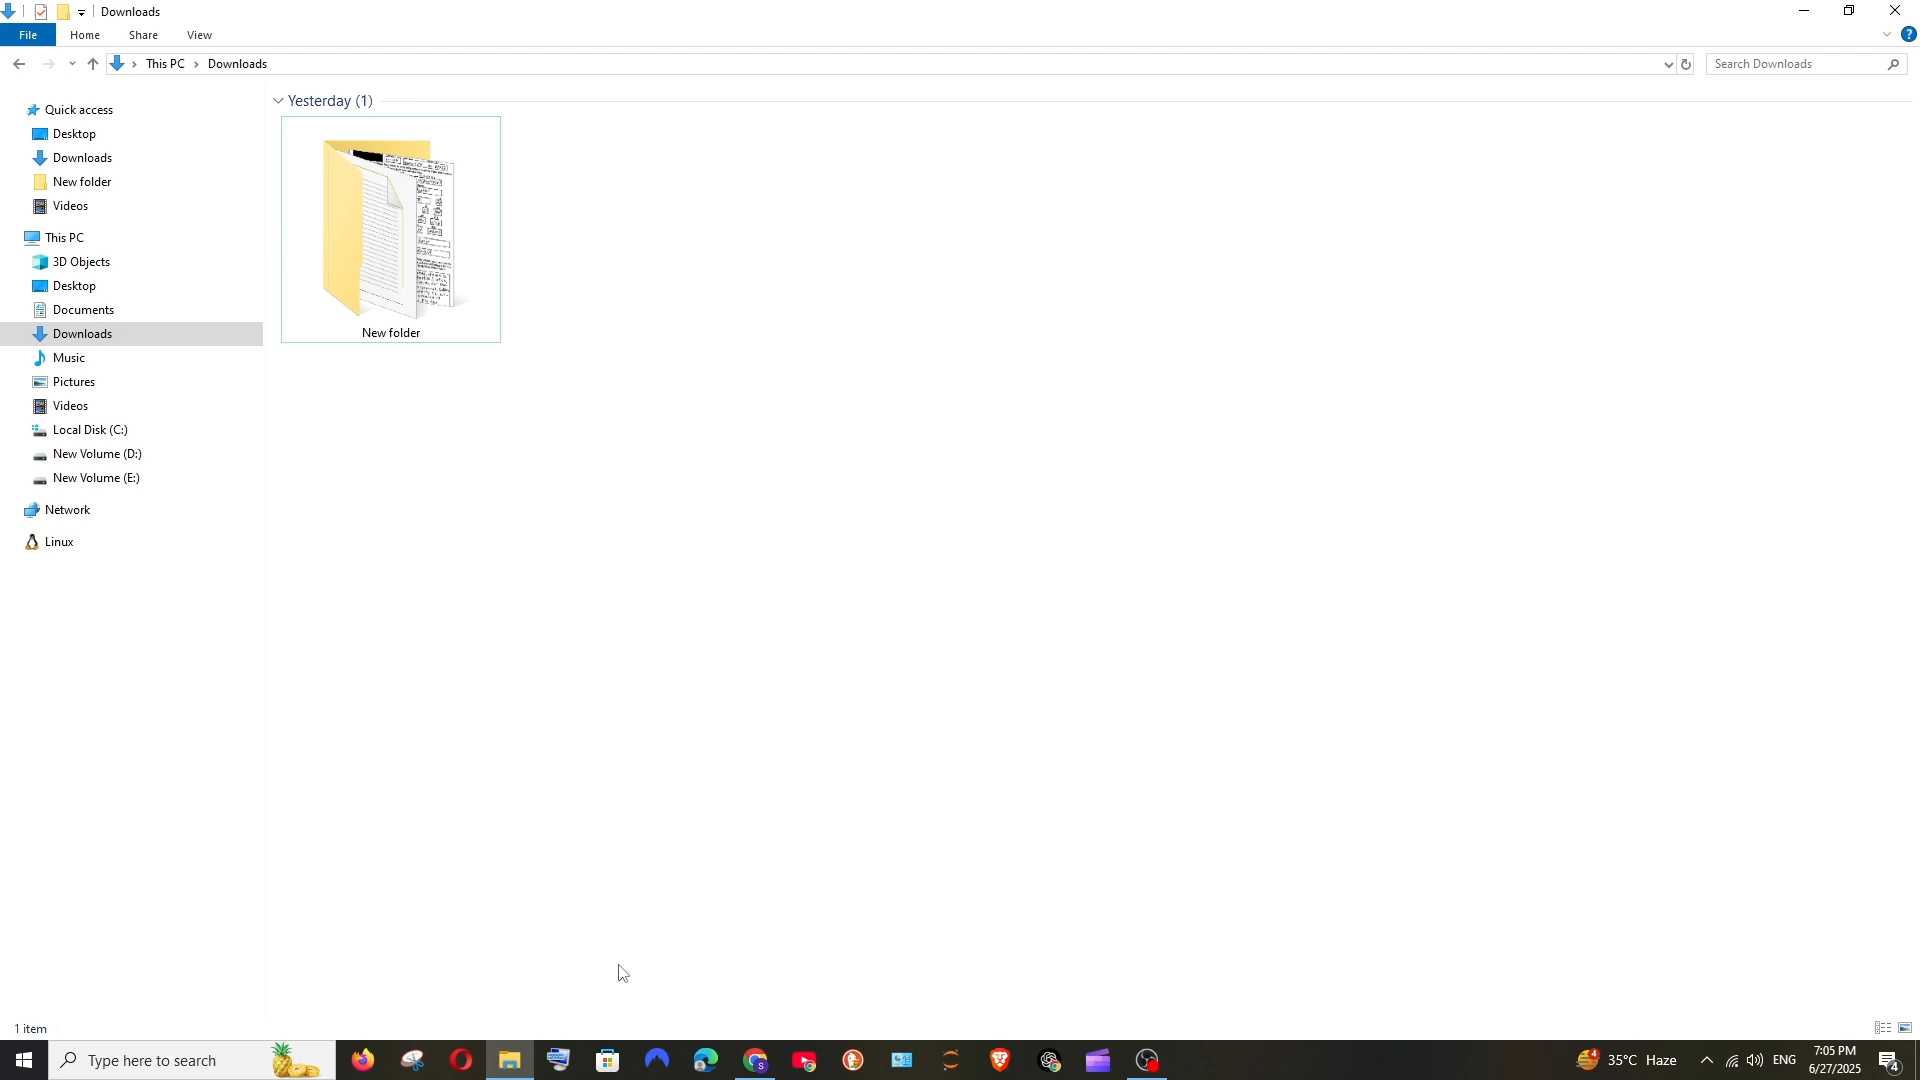 Downloads
File
Home
Share
View
This PC
Downloads
Search Downloads
Quick access
Desktop
Downloads
New folder
Videos
This PC
3D Objects
Desktop
Documents
Downloads
Music
Pictures
Videos
Local Disk (C:)
New Volume (D:)
New Volume (E:)
Network
Linux
Yesterday (1)
New folder
1 item
Type here to search
35°C Haze
ENG
7:05 PM
6/27/2025
4
4
S
?